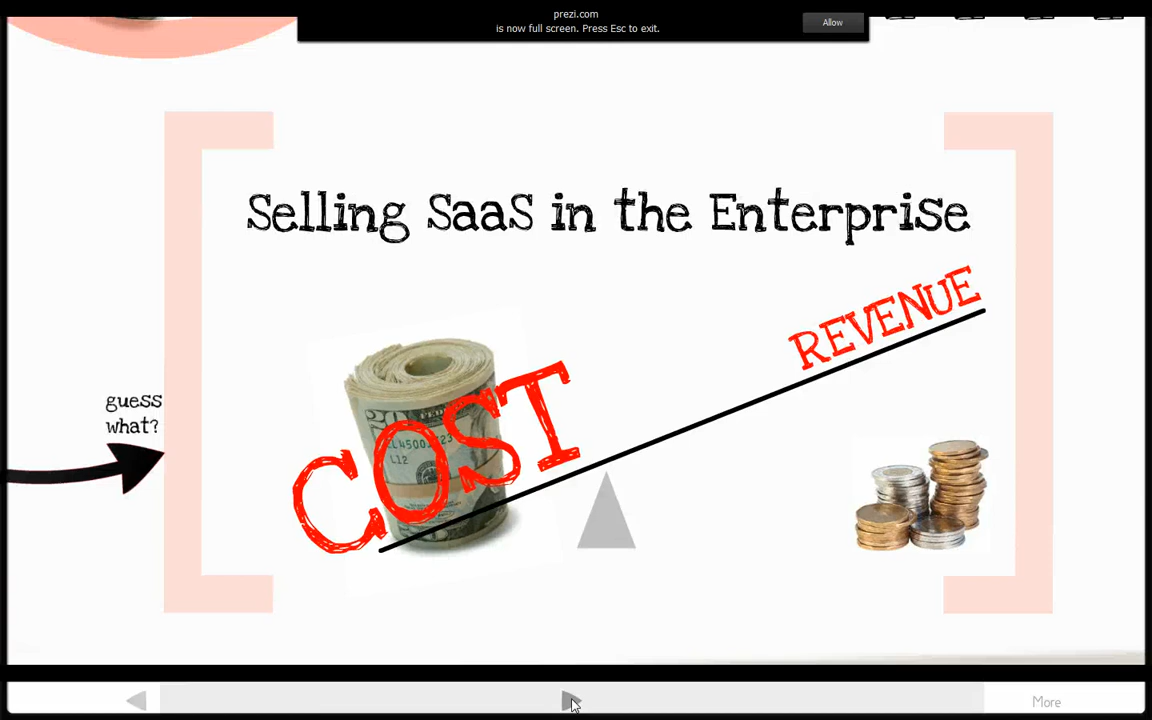 prezi.com
is now full screen. Press Esc to exit.
Allow
Selling SaaS in the Enterprise
REVENUE
COST
guess
what?
More